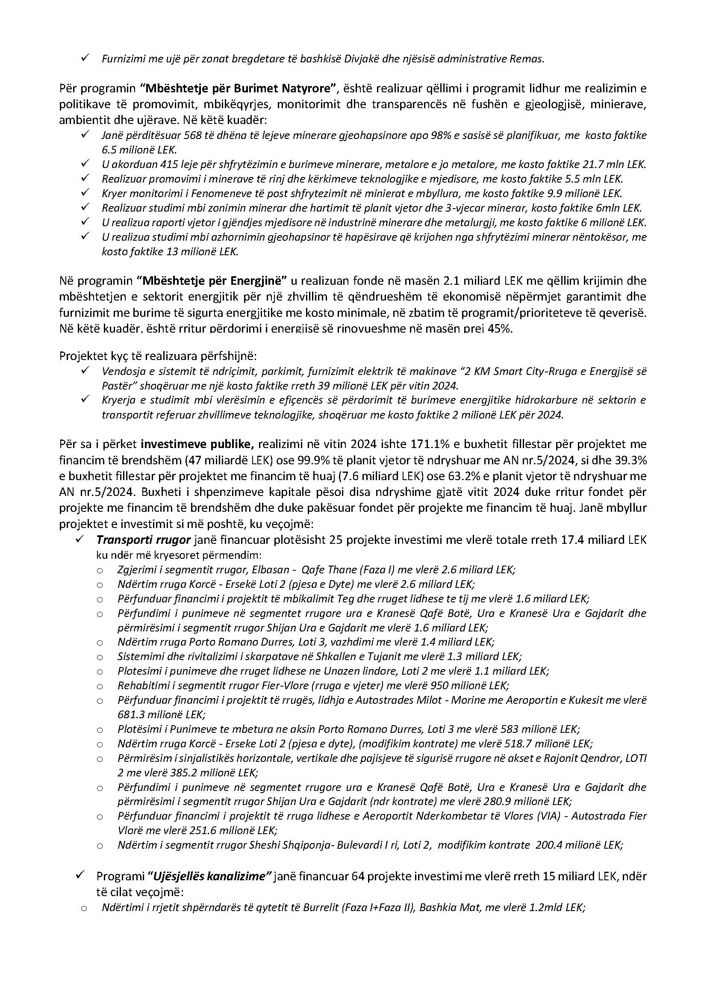 ✓ Furnizimi me ujë për zonat bregdetare të bashkisë Divjakë dhe njësisë administrative Remas.
Për programin “Mbështetje për Burimet Natyrore”, është realizuar qëllimi i programit lidhur me realizimin e
politikave të promovimit, mbikëqyrjes, monitorimit dhe transparencës në fushën e gjeologjisë, minierave,
ambientit dhe ujërave. Në këtë kuadër:
✓ Janë përditësuar 568 të dhëna të lejeve minerare gjeohapsinore apo 98% e sasisë së planifikuar, me kosto faktike
6.5 milionë LEK.
✓ U akorduan 415 leje për shfrytëzimin e burimeve minerare, metalore e jo metalore, me kosto faktike 21.7 mln LEK.
✓ Realizuar promovimi i minerave të rinj dhe kërkimeve teknologjike e mjedisore, me kosto faktike 5.5 mln LEK.
✓ Kryer monitorimi i Fenomeneve të post shfrytezimit në minierat e mbyllura, me kosto faktike 9.9 milionë LEK.
✓ Realizuar studimi mbi zonimin minerar dhe hartimit të planit vjetor dhe 3-vjecar minerar, kosto faktike 6mln LEK.
✓ U realizua raporti vjetor i gjëndjes mjedisore në industrinë minerare dhe metalurgji, me kosto faktike 6 milionë LEK.
✓ U realizua studimi mbi azhornimin gjeohapsinor të hapësirave që krijohen nga shfrytëzimi minerar nëntokësor, me
kosto faktike 13 milionë LEK.
Në programin “Mbështetje për Energjinë” u realizuan fonde në masën 2.1 miliard LEK me qëllim krijimin dhe
mbështetjen e sektorit energjitik për një zhvillim të qëndrueshëm të ekonomisë nëpërmjet garantimit dhe
furnizimit me burime të sigurta energjitike me kosto minimale, në zbatim të programit/prioriteteve të qeverisë.
Në këtë kuadër, është rritur përdorimi i energjisë së rinovueshme në masën prej 45%.
Projektet kyç të realizuara përfshijnë:
✓ Vendosja e sistemit të ndriçimit, parkimit, furnizimit elektrik të makinave “2 KM Smart City-Rruga e Energjisë së
Pastër” shoqëruar me një kosto faktike rreth 39 milionë LEK për vitin 2024.
✓ Kryerja e studimit mbi vlerësimin e efiçencës së përdorimit të burimeve energjitike hidrokarbure në sektorin e
transportit referuar zhvillimeve teknologjike, shoqëruar me kosto faktike 2 milionë LEK për 2024.
Për sa i përket investimeve publike, realizimi në vitin 2024 ishte 171.1% e buxhetit fillestar për projektet me
financim të brendshëm (47 miliardë LEK) ose 99.9% të planit vjetor të ndryshuar me AN nr.5/2024, si dhe 39.3%
e buxhetit fillestar për projektet me financim të huaj (7.6 miliard LEK) ose 63.2% e planit vjetor të ndryshuar me
AN nr.5/2024. Buxheti i shpenzimeve kapitale pësoi disa ndryshime gjatë vitit 2024 duke rritur fondet për
projekte me financim të brendshëm dhe duke pakësuar fondet për projekte me financim të huaj. Janë mbyllur
projektet e investimit si më poshtë, ku veçojmë:
✓ Transporti rrugor janë financuar plotësisht 25 projekte investimi me vlerë totale rreth 17.4 miliard LEK
ku ndër më kryesoret përmendim:
o Zgjerimi i segmentit rrugor, Elbasan - Qafe Thane (Faza I) me vlerë 2.6 miliard LEK;
o Ndërtim rruga Korcë - Ersekë Loti 2 (pjesa e Dyte) me vlerë 2.6 miliard LEK;
o Përfunduar financimi i projektit të mbikalimit Teg dhe rruget lidhese te tij me vlerë 1.6 miliard LEK;
o Përfundimi i punimeve në segmentet rrugore ura e Kranesë Qafë Botë, Ura e Kranesë Ura e Gajdarit dhe
përmirësimi i segmentit rrugor Shijan Ura e Gajdarit me vlerë 1.6 miliard LEK;
o Ndërtim rruga Porto Romano Durres, Loti 3, vazhdimi me vlerë 1.4 miliard LEK;
o Sistemimi dhe rivitalizimi i skarpatave në Shkallen e Tujanit me vlerë 1.3 miliard LEK;
o Plotesimi i punimeve dhe rruget lidhese ne Unazen lindore, Loti 2 me vlerë 1.1 miliard LEK;
o Rehabitimi i segmentit rrugor Fier-Vlore (rruga e vjeter) me vlerë 950 milionë LEK;
o Përfunduar financimi i projektit të rrugës, lidhja e Autostrades Milot - Morine me Aeroportin e Kukesit me vlerë
681.3 milionë LEK;
o Plotësimi i Punimeve te mbetura ne aksin Porto Romano Durres, Loti 3 me vlerë 583 milionë LEK;
o Ndërtim rruga Korcë - Erseke Loti 2 (pjesa e dyte), (modifikim kontrate) me vlerë 518.7 milionë LEK;
o Përmirësim i sinjalistikës horizontale, vertikale dhe pajisjeve të sigurisë rrugore në akset e Rajonit Qendror, LOTI
2 me vlerë 385.2 milionë LEK;
o Përfundimi i punimeve në segmentet rrugore ura e Kranesë Qafë Botë, Ura e Kranesë Ura e Gajdarit dhe
përmirësimi i segmentit rrugor Shijan Ura e Gajdarit (ndr kontrate) me vlerë 280.9 milionë LEK;
o Përfunduar financimi i projektit të rruga lidhese e Aeroportit Nderkombetar të Vlores (VIA) - Autostrada Fier
Vlorë me vlerë 251.6 milionë LEK;
o Ndërtim i segmentit rrugor Sheshi Shqiponja- Bulevardi I ri, Loti 2, modifikim kontrate 200.4 milionë LEK;
✓ Programi “Ujësjellës kanalizime” janë financuar 64 projekte investimi me vlerë rreth 15 miliard LEK, ndër
të cilat veçojmë:
o Ndërtimi i rrjetit shpërndarës të qytetit të Burrelit (Faza I+Faza II), Bashkia Mat, me vlerë 1.2mld LEK;